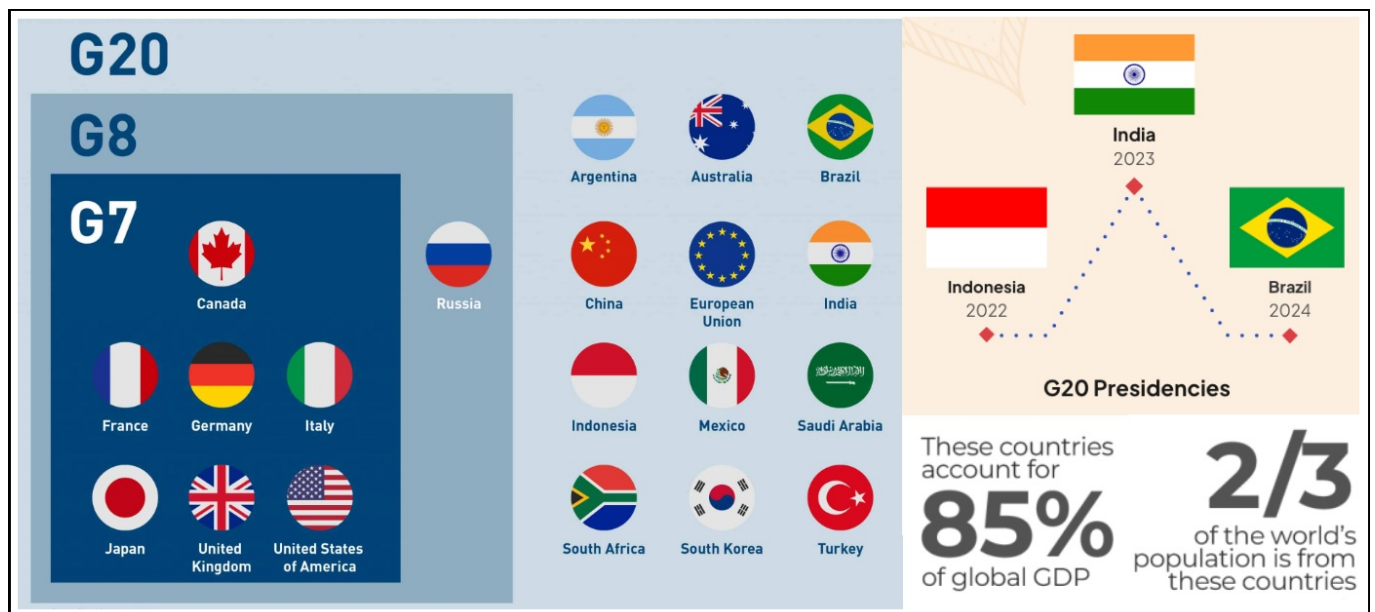 G20
G8
G7
Canada
France
Germany
Italy
Japan
United
Kingdom
United States
of America
Russia
Argentina
Australia
Brazil
China
European
Union
India
Indonesia
Mexico
Saudi Arabia
South Africa
South Korea
Turkey
India
2023
Indonesia
2022
Brazil
2024
G20 Presidencies
These countries
account for
85%
of global GDP
2/3
of the world's
population is from
these countries